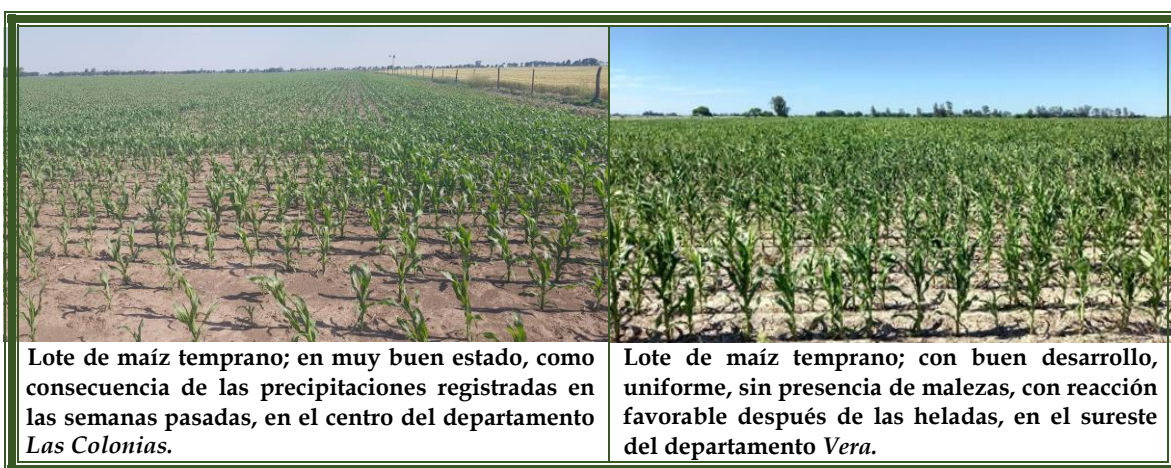 Lote de maíz temprano; en muy buen estado, como
consecuencia de las precipitaciones registradas en
las semanas pasadas, en el centro del departamento
Las Colonias.
Lote de maíz temprano; con buen desarrollo,
uniforme, sin presencia de malezas, con reacción
favorable después de las heladas, en el sureste
del departamento Vera.